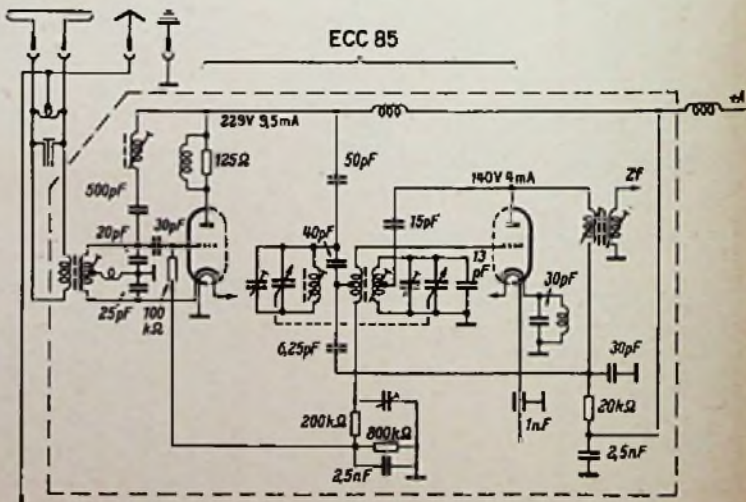 ECC 85
+A
229V 9,5mA
125Ω
50pF
140V 4mA
Zf
500pF
20pF
30pF
15pF
40pF
13
pF
30pF
25pF
100
kΩ
6,25pF
30pF
200kΩ
20kΩ
800kΩ
1nF
2,5nF
2,5nF